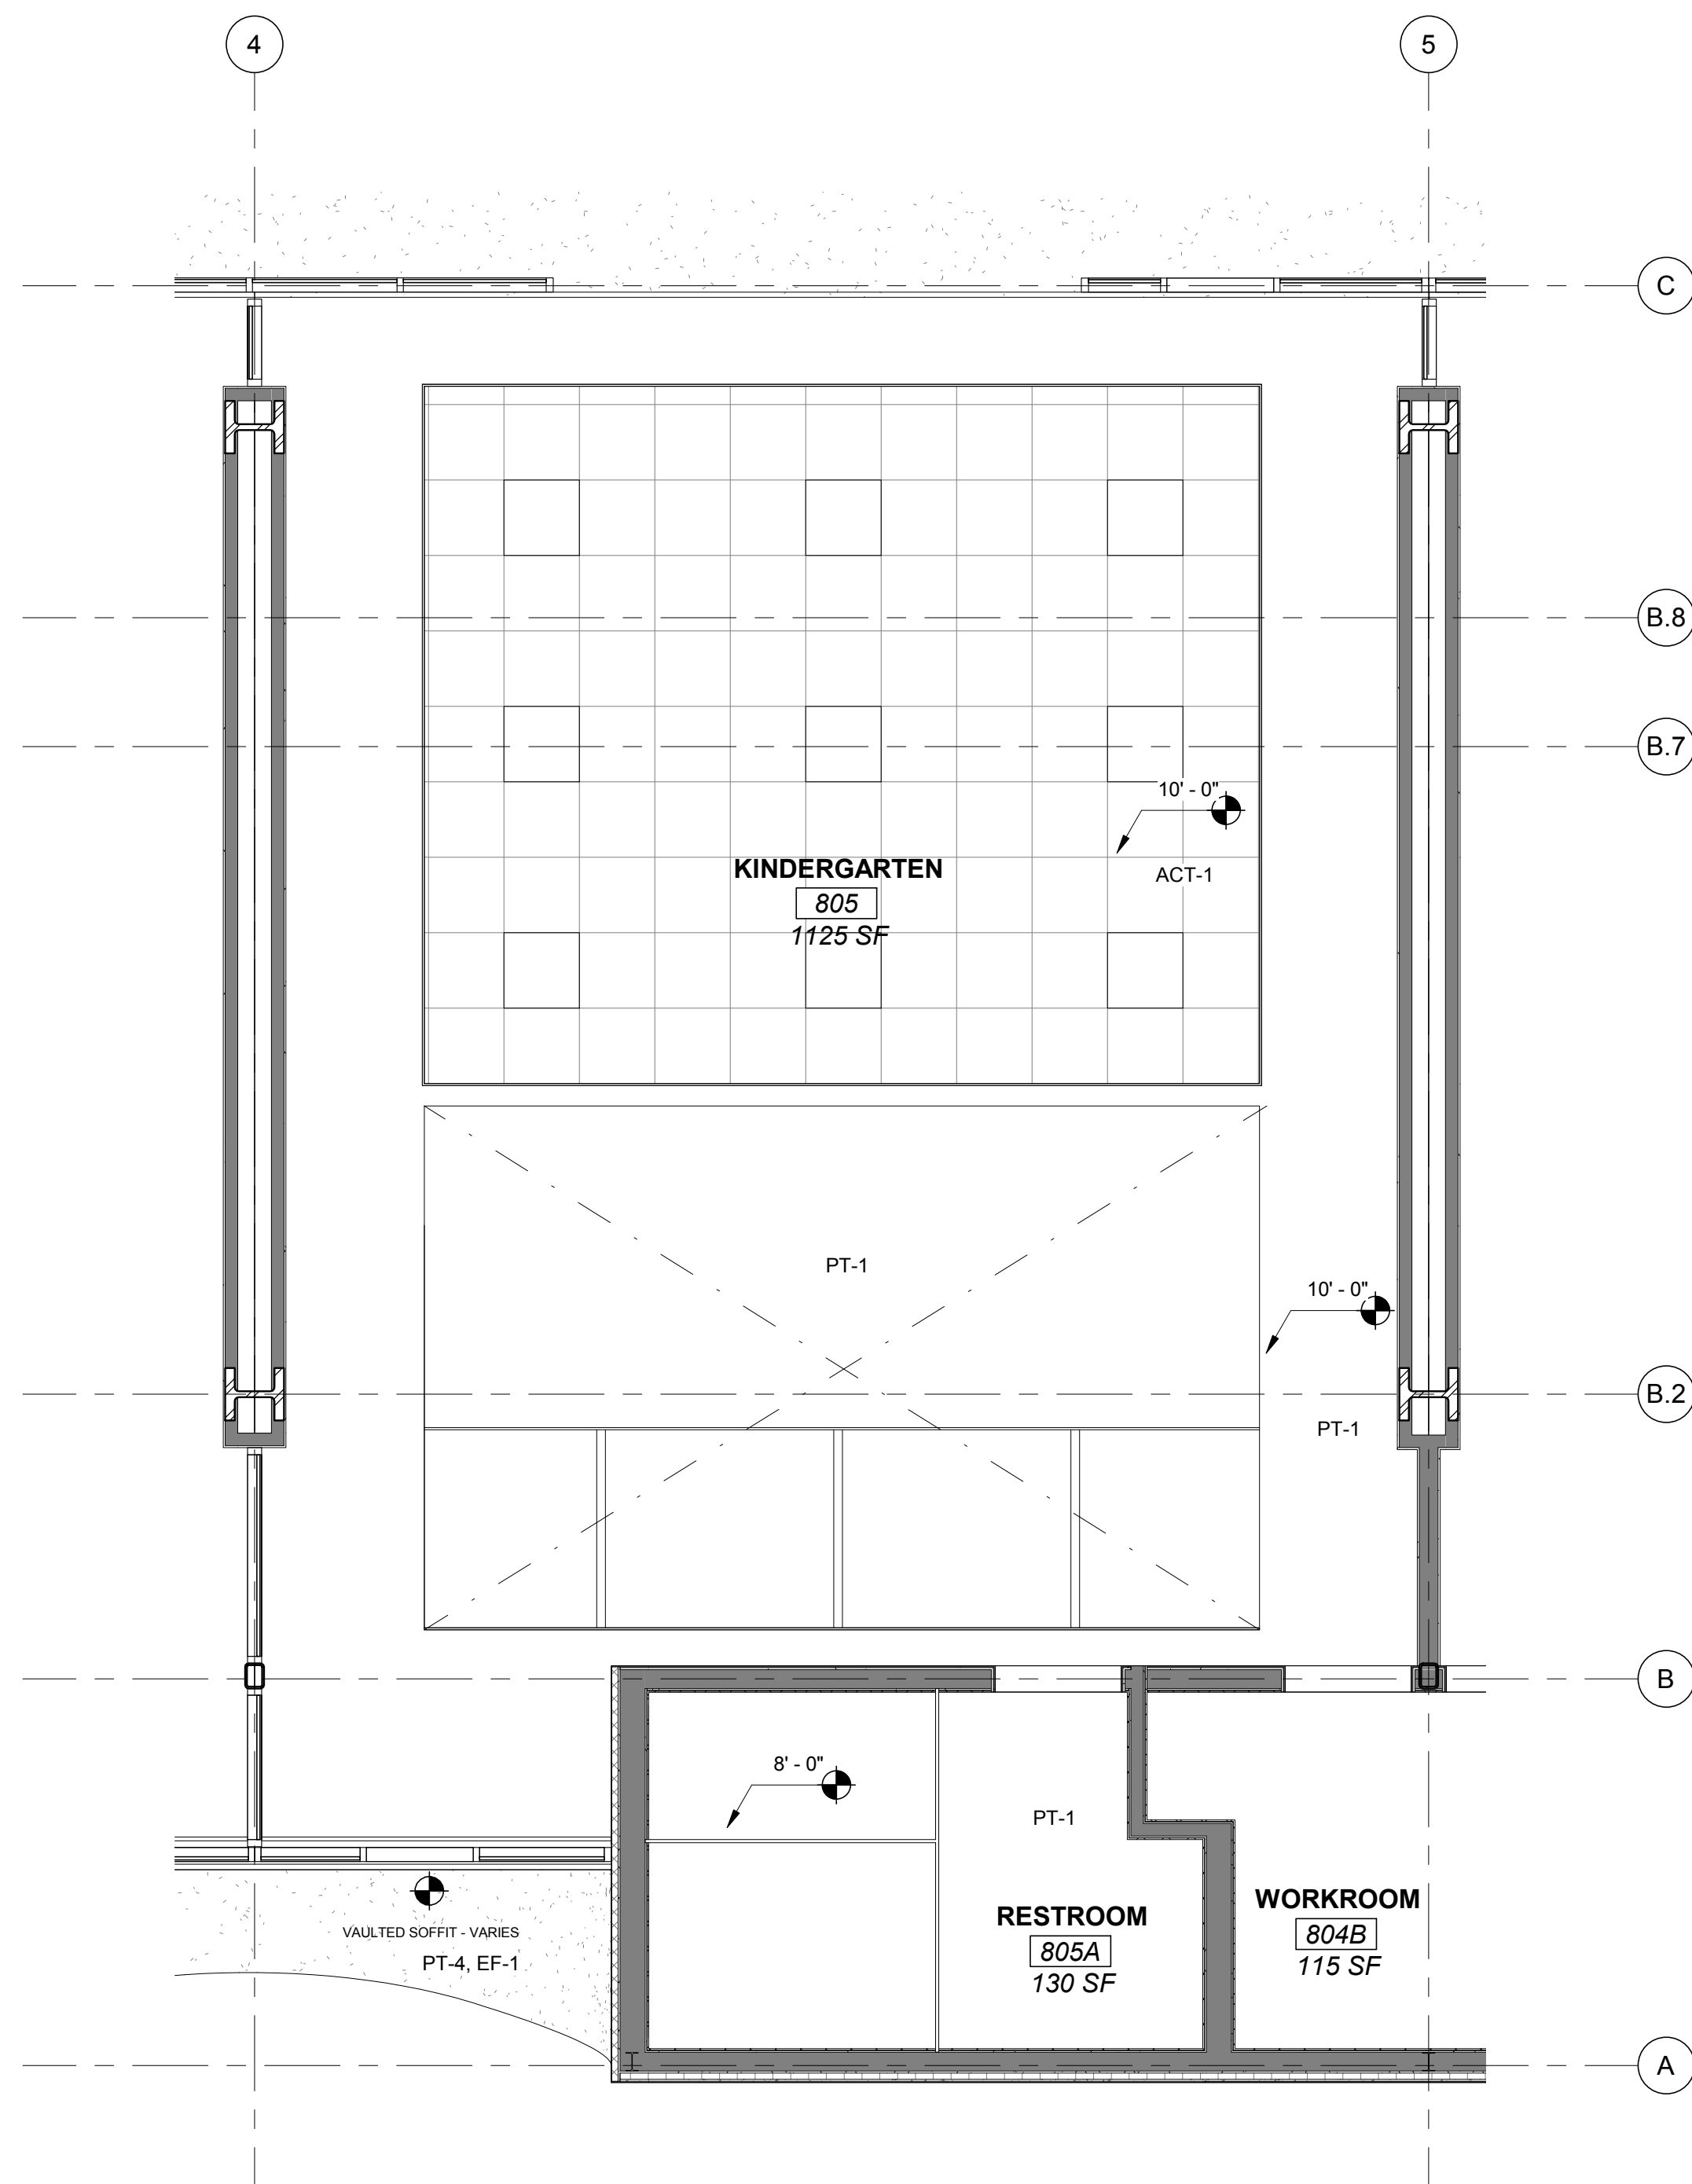 4
5
C
B.8
B.7
10' - 0"
KINDERGARTEN
805
1125 SF
ACT-1
PT-1
10' - 0"
B.2
PT-1
B
8' - 0"
PT-1
RESTROOM
805A
130 SF
WORKROOM
804B
115 SF
VAULTED SOFFIT - VARIES
PT-4, EF-1
A